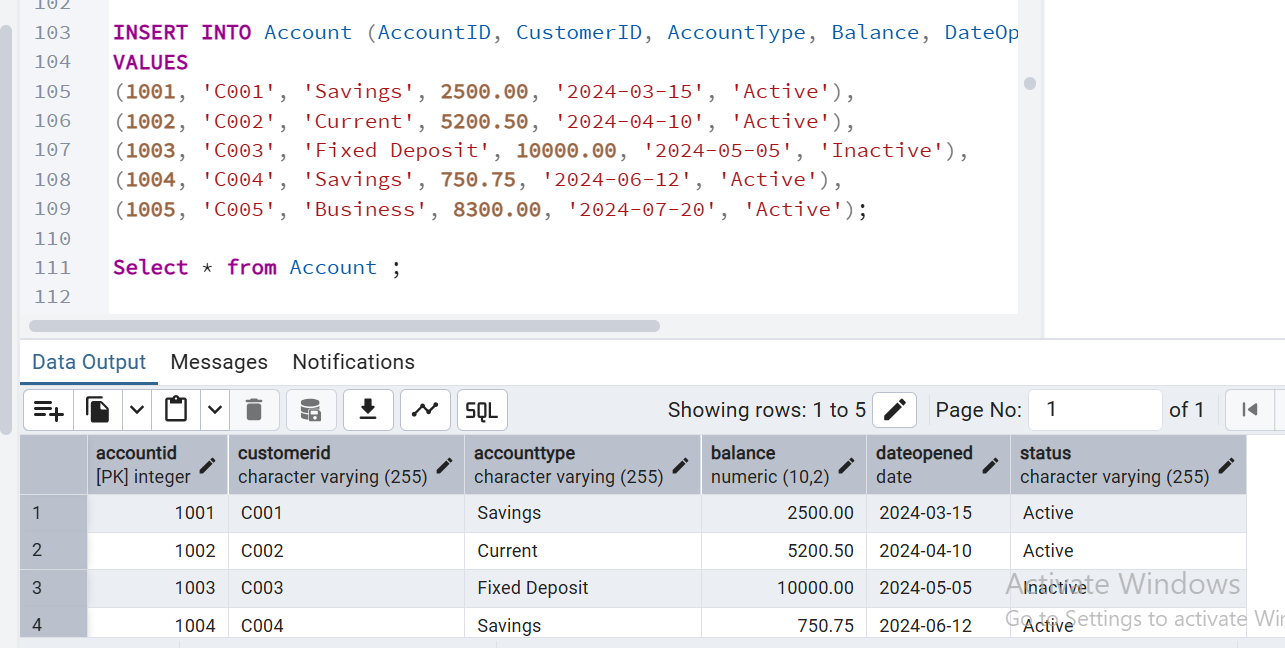 102
103 INSERT INTO Account (AccountID, CustomerID, AccountType, Balance, DateOp
104 VALUES
105 (1001, 'C001', 'Savings', 2500.00, '2024-03-15', 'Active'),
106 (1002, 'C002', 'Current', 5200.50, '2024-04-10', 'Active'),
107 (1003, 'C003', 'Fixed Deposit', 10000.00, '2024-05-05', 'Inactive'),
108 (1004, 'C004', 'Savings', 750.75, '2024-06-12', 'Active'),
109 (1005, 'C005', 'Business', 8300.00, '2024-07-20', 'Active');
110
111 Select * from Account ;
112
Data Output Messages Notifications
SQL Showing rows: 1 to 5 Page No: 1 of 1
accountid customerid accounttype balance dateopened status
[PK] integer character varying (255) character varying (255) numeric (10,2) date character varying (255)
1 1001 C001 Savings 2500.00 2024-03-15 Active
2 1002 C002 Current 5200.50 2024-04-10 Active
3 1003 C003 Fixed Deposit 10000.00 2024-05-05 Inactive
4 1004 C004 Savings 750.75 2024-06-12 Active
Activate Windows
Go to Settings to activate Wi